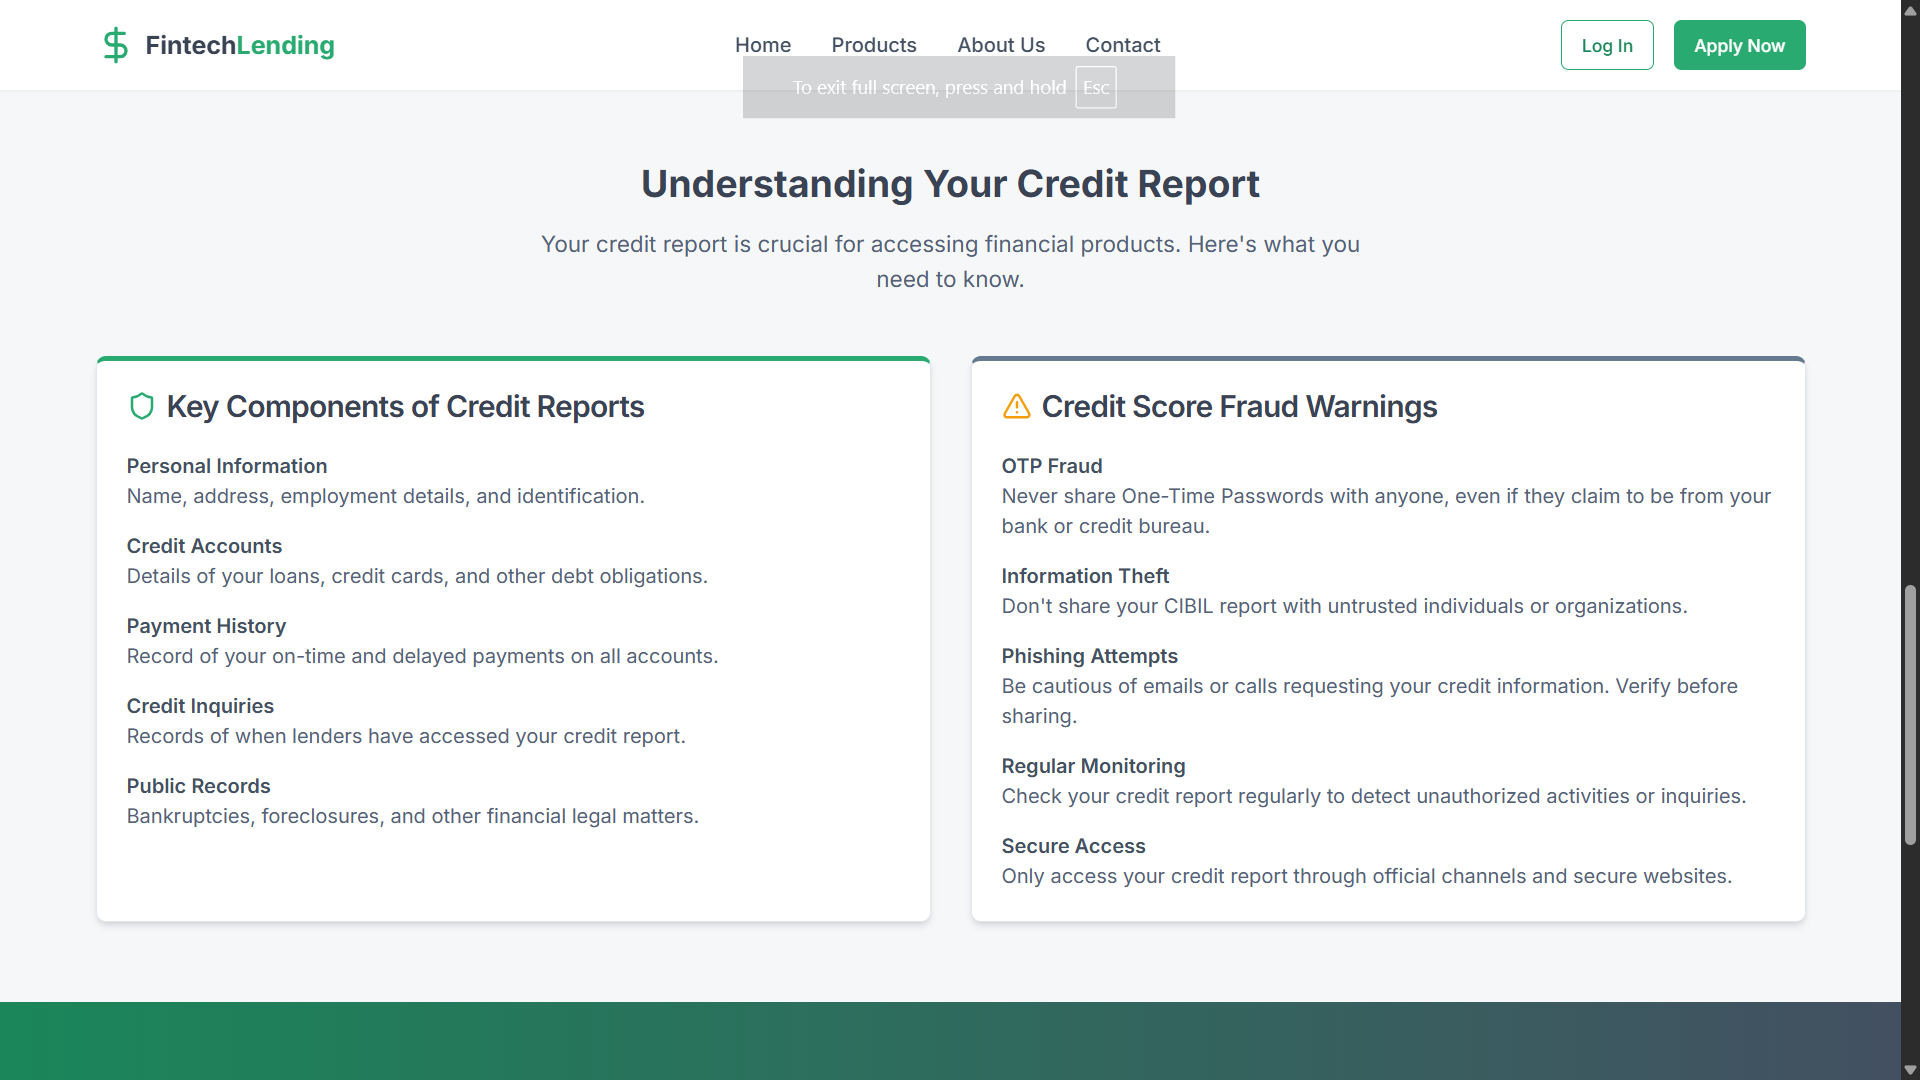 FintechLending
Home Products About Us Contact
Log In
Apply Now
To exit full screen, press and hold Esc
Understanding Your Credit Report
Your credit report is crucial for accessing financial products. Here's what you
need to know.
Key Components of Credit Reports
Personal Information
Name, address, employment details, and identification.
Credit Accounts
Details of your loans, credit cards, and other debt obligations.
Payment History
Record of your on-time and delayed payments on all accounts.
Credit Inquiries
Records of when lenders have accessed your credit report.
Public Records
Bankruptcies, foreclosures, and other financial legal matters.
Credit Score Fraud Warnings
OTP Fraud
Never share One-Time Passwords with anyone, even if they claim to be from your
bank or credit bureau.
Information Theft
Don't share your CIBIL report with untrusted individuals or organizations.
Phishing Attempts
Be cautious of emails or calls requesting your credit information. Verify before
sharing.
Regular Monitoring
Check your credit report regularly to detect unauthorized activities or inquiries.
Secure Access
Only access your credit report through official channels and secure websites.